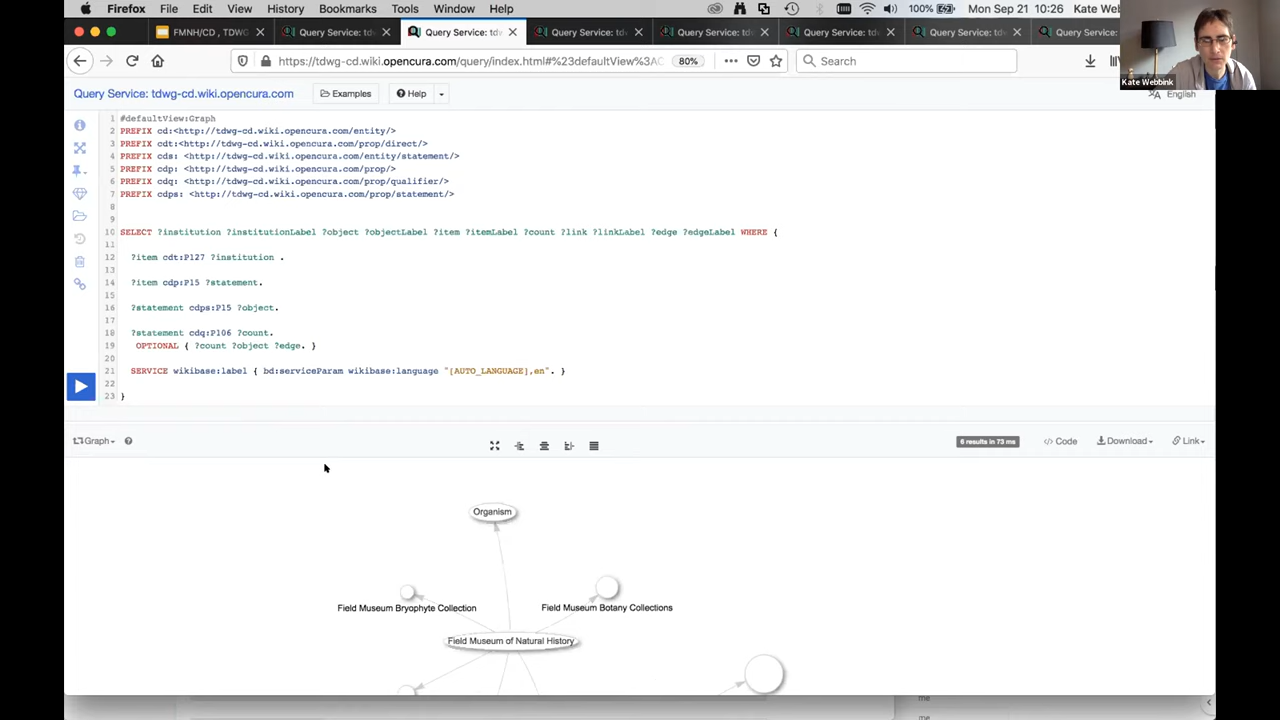 Firefox File Edit View History Bookmarks Tools Window Help 100% Mon Sep 21 10:26 Kate Web
FMNH/CD , TDWG Query Service: td Query Service: tdw Query Service: td Query Service: td Query Service: td Query Service: td Query Service:
https://tdwg-cd.wiki.opencura.com/query/index.html#%23defaultView%3AC 80% Search
Kate Webbink
Query Service: tdwg-cd.wiki.opencura.com Examples Help English
1 #defaultView:Graph
2 PREFIX cd:<http://tdwg-cd.wiki.opencura.com/entity/>
3 PREFIX cdt:<http://tdwg-cd.wiki.opencura.com/prop/direct/>
4 PREFIX cds: <http://tdwg-cd.wiki.opencura.com/entity/statement/>
5 PREFIX cdp: <http://tdwg-cd.wiki.opencura.com/prop/>
6 PREFIX cdq: <http://tdwg-cd.wiki.opencura.com/prop/qualifier/>
7 PREFIX cdps: <http://tdwg-cd.wiki.opencura.com/prop/statement/>
8
9
10 SELECT ?institution ?institutionLabel ?object ?objectLabel ?item ?itemLabel ?count ?link ?linkLabel ?edge ?edgeLabel WHERE {
11
12 ?item cdt:P127 ?institution .
13
14 ?item cdp:P15 ?statement.
15
16 ?statement cdps:P15 ?object.
17
18 ?statement cdq:P106 ?count.
19 OPTIONAL { ?count ?object ?edge. }
20
21 SERVICE wikibase:label { bd:serviceParam wikibase:language "[AUTO_LANGUAGE],en". }
22
23 }
Graph 6 results in 73 ms Code Download Link
Organism
Field Museum Bryophyte Collection
Field Museum Botany Collections
Field Museum of Natural History
me